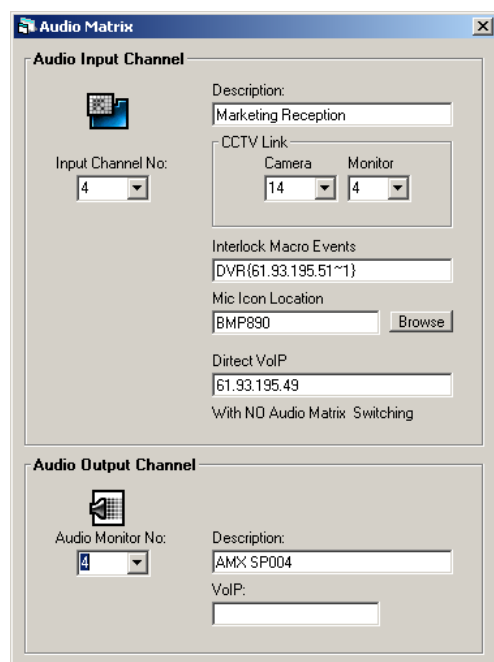 Audio Matrix
Audio Input Channel
Description:
Marketing Reception
CCTV Link
Input Channel No:
4
Camera Monitor
14 4
Interlock Macro Events
DVR{61.93.195.51~1}
Mic Icon Location
BMP890 Browse
Dirtect VoIP
61.93.195.49
With NO Audio Matrix Switching
Audio Output Channel
Audio Monitor No:
4
Description:
AMX SP004
VoIP: